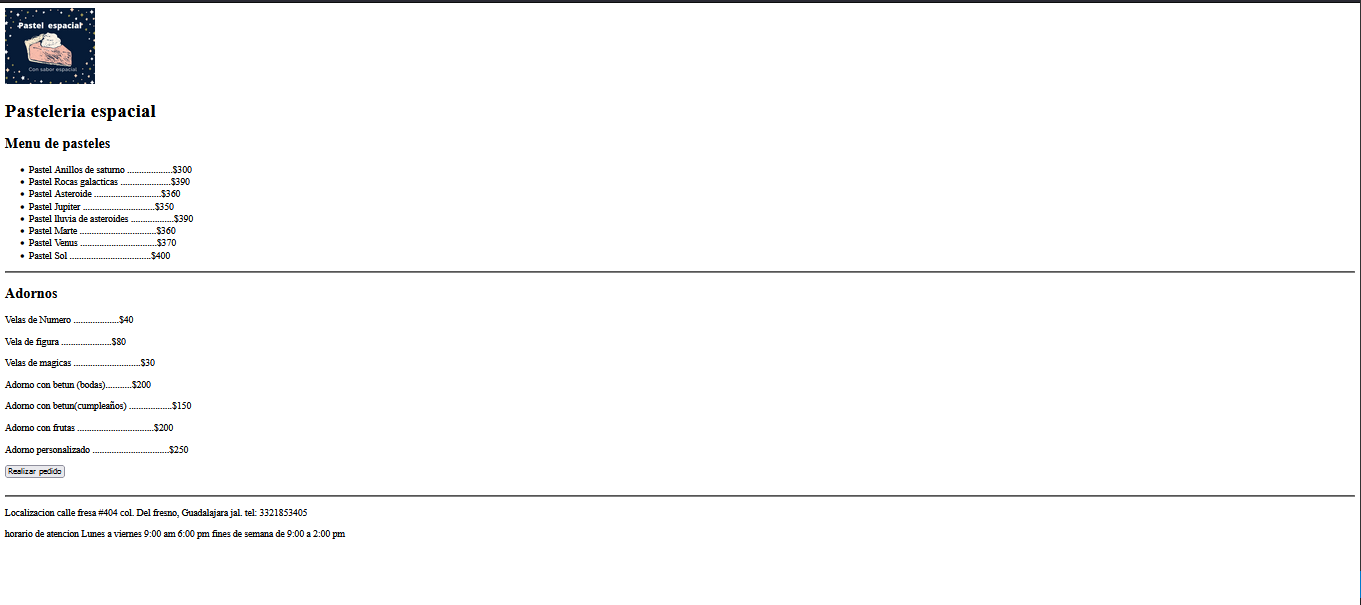 Pastel espacial
Con sabor espacial
Pasteleria espacial
Menu de pasteles
Pastel Anillos de saturno ...................$300
Pastel Rocas galacticas .....................$390
Pastel Asteroide ............................$360
Pastel Jupiter ..............................$350
Pastel lluvia de asteroides ..................$390
Pastel Marte ................................$360
Pastel Venus ................................$370
Pastel Sol ..................................$400
Adornos
Velas de Numero ...................$40
Vela de figura .....................$80
Velas de magicas ............................$30
Adorno con betun (bodas)...........$200
Adorno con betun(cumpleaños) ..................$150
Adorno con frutas ................................$200
Adorno personalizado ................................$250
Realizar pedido
Localizacion calle fresa #404 col. Del fresno, Guadalajara jal. tel: 3321853405
horario de atencion Lunes a viernes 9:00 am 6:00 pm fines de semana de 9:00 a 2:00 pm